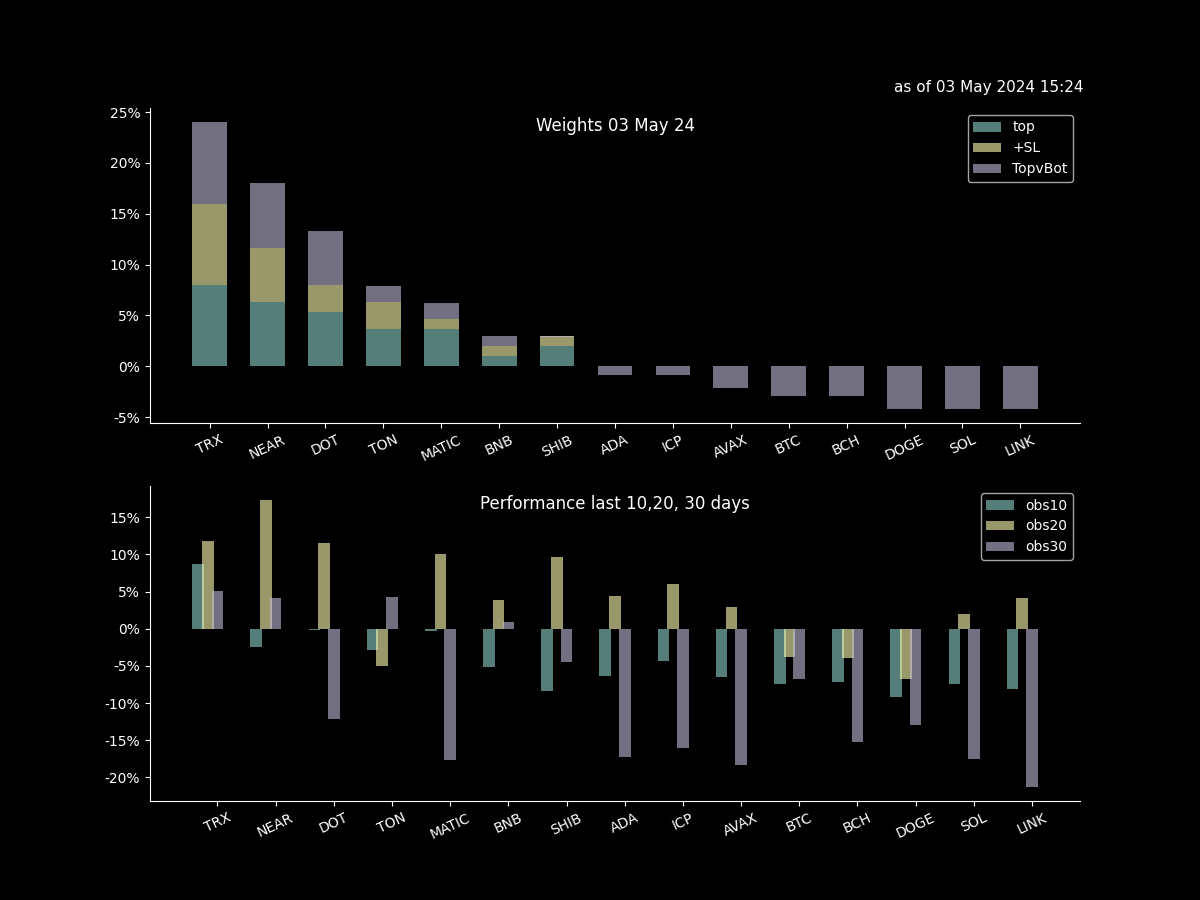 as of 03 May 2024 15:24
Weights 03 May 24
top
+SL
TopvBot
25%
20%
15%
10%
5%
0%
-5%
TRX NEAR DOT TON MATIC BNB SHIB ADA ICP AVAX BTC BCH DOGE SOL LINK
Performance last 10,20, 30 days
obs10
obs20
obs30
15%
10%
5%
0%
-5%
-10%
-15%
-20%
TRX NEAR DOT TON MATIC BNB SHIB ADA ICP AVAX BTC BCH DOGE SOL LINK